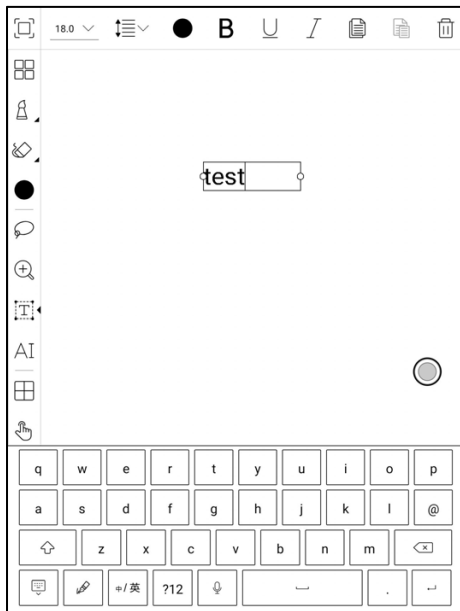 18.0 B U I
test
T
AI
q w e r t y u i o p
a s d f g h j k l @
z x c v b n m
中/英 ?12 .